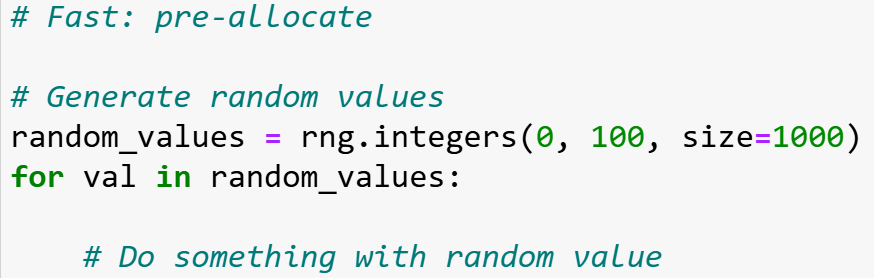 # Fast: pre-allocate
# Generate random values
random_values = rng.integers(0, 100, size=1000)
for val in random_values:
# Do something with random value